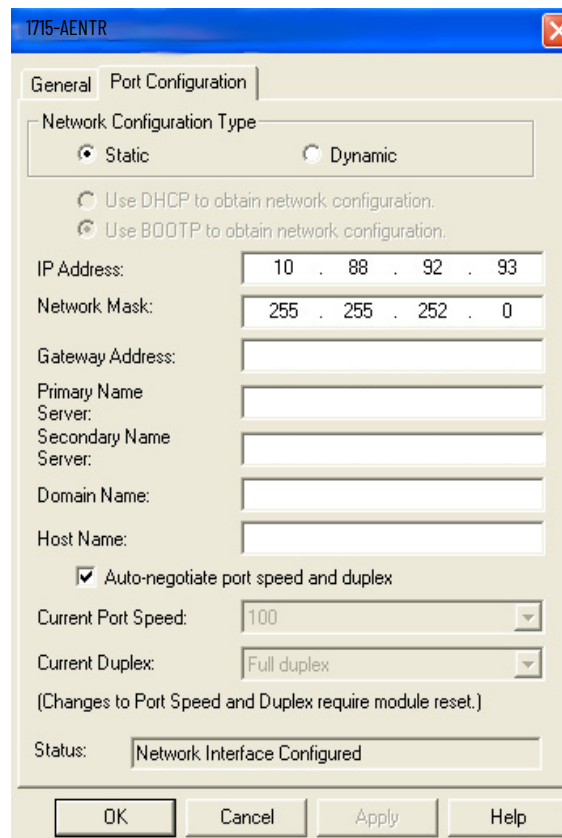 1715-AENTR
General Port Configuration
Network Configuration Type
Static Dynamic
Use DHCP to obtain network configuration.
Use BOOTP to obtain network configuration.
IP Address: 10 . 88 . 92 . 93
Network Mask: 255 . 255 . 252 . 0
Gateway Address:
Primary Name
Server:
Secondary Name
Server:
Domain Name:
Host Name:
Auto-negotiate port speed and duplex
Current Port Speed: 100
Current Duplex: Full duplex
(Changes to Port Speed and Duplex require module reset.)
Status: Network Interface Configured
OK Cancel Apply Help